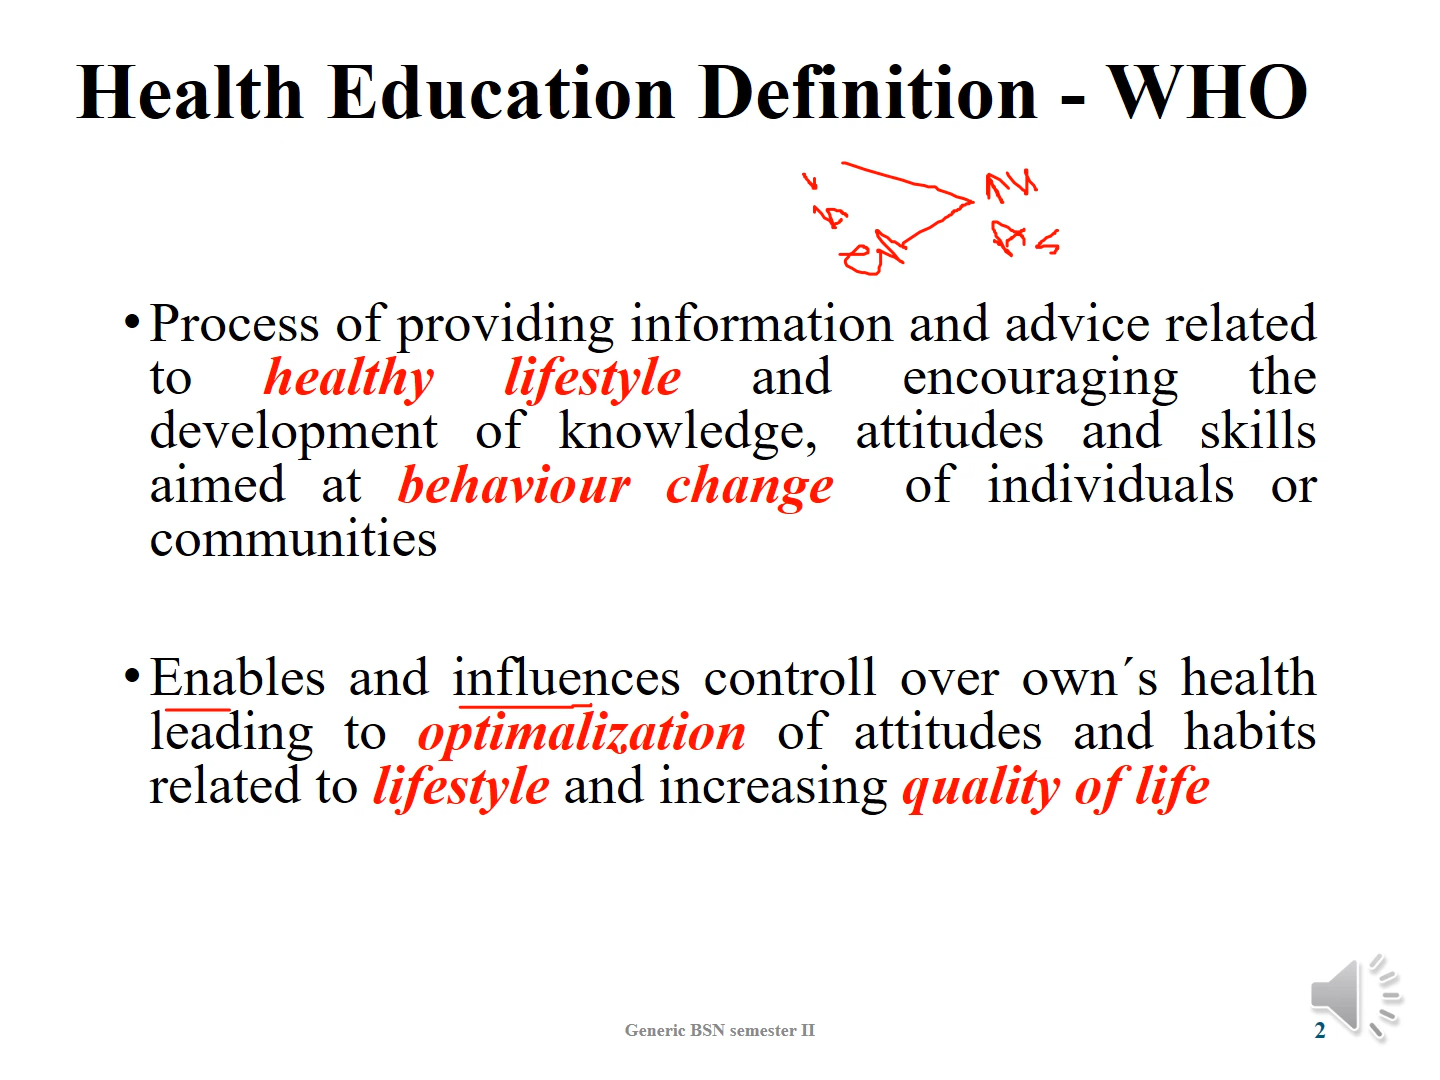 Health Education Definition - WHO
•Process of providing information and advice related
to healthy lifestyle and encouraging the
development of knowledge, attitudes and skills
aimed at behaviour change of individuals or
communities
•Enables and influences controll over own´s health
leading to optimalization of attitudes and habits
related to lifestyle and increasing quality of life
Generic BSN semester II
2